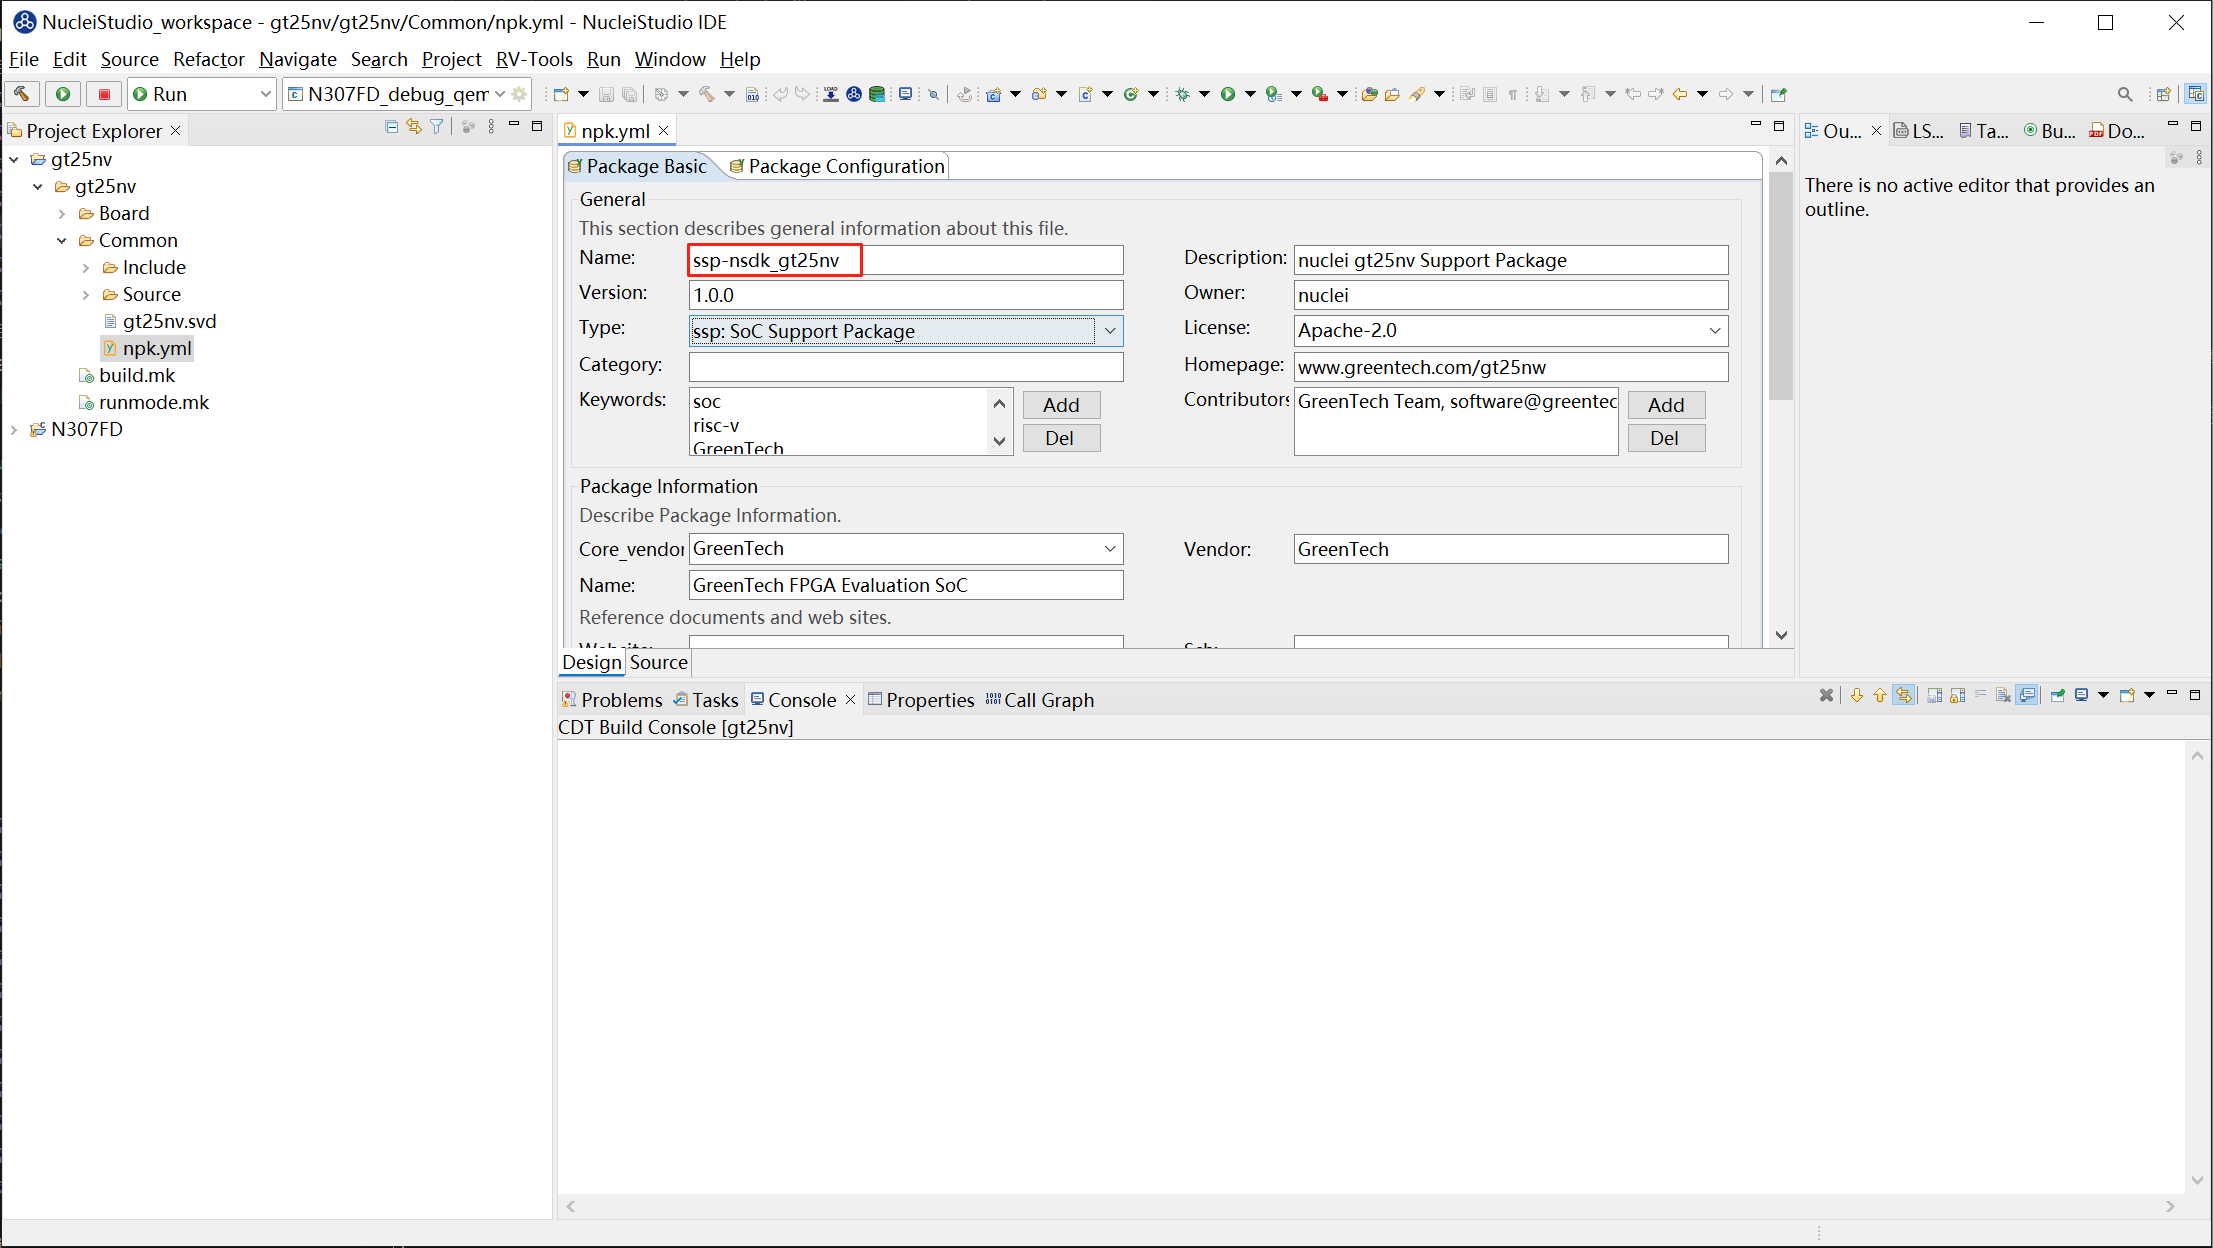 NucleiStudio_workspace - gt25nv/gt25nv/Common/npk.yml - NucleiStudio IDE
File Edit Source Refactor Navigate Search Project RV-Tools Run Window Help
Run N307FD_debug_qem
Project Explorer
gt25nv
gt25nv
Board
Common
Include
Source
gt25nv.svd
npk.yml
build.mk
runmode.mk
N307FD
npk.yml
Package Basic Package Configuration
General
This section describes general information about this file.
Name: ssp-nsdk_gt25nv Description: nuclei gt25nv Support Package
Version: 1.0.0 Owner: nuclei
Type: ssp: SoC Support Package License: Apache-2.0
Category: Homepage: www.greentech.com/gt25nw
Keywords: soc Add Contributors GreenTech Team, software@greentec Add
risc-v
GreenTech
Del Del
Package Information
Describe Package Information.
Core_vendor GreenTech Vendor: GreenTech
Name: GreenTech FPGA Evaluation SoC
Reference documents and web sites.
Design Source
Ou... LS... Ta... Bu... Do...
There is no active editor that provides an
outline.
Problems Tasks Console Properties Call Graph
CDT Build Console [gt25nv]